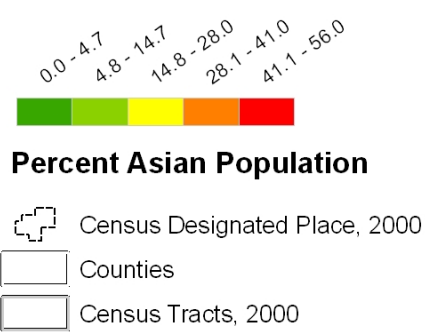 0.0 - 4.7
4.8 - 14.7
14.8 - 28.0
28.1 - 41.0
41.1 - 56.0
Percent Asian Population
Census Designated Place, 2000
Counties
Census Tracts, 2000